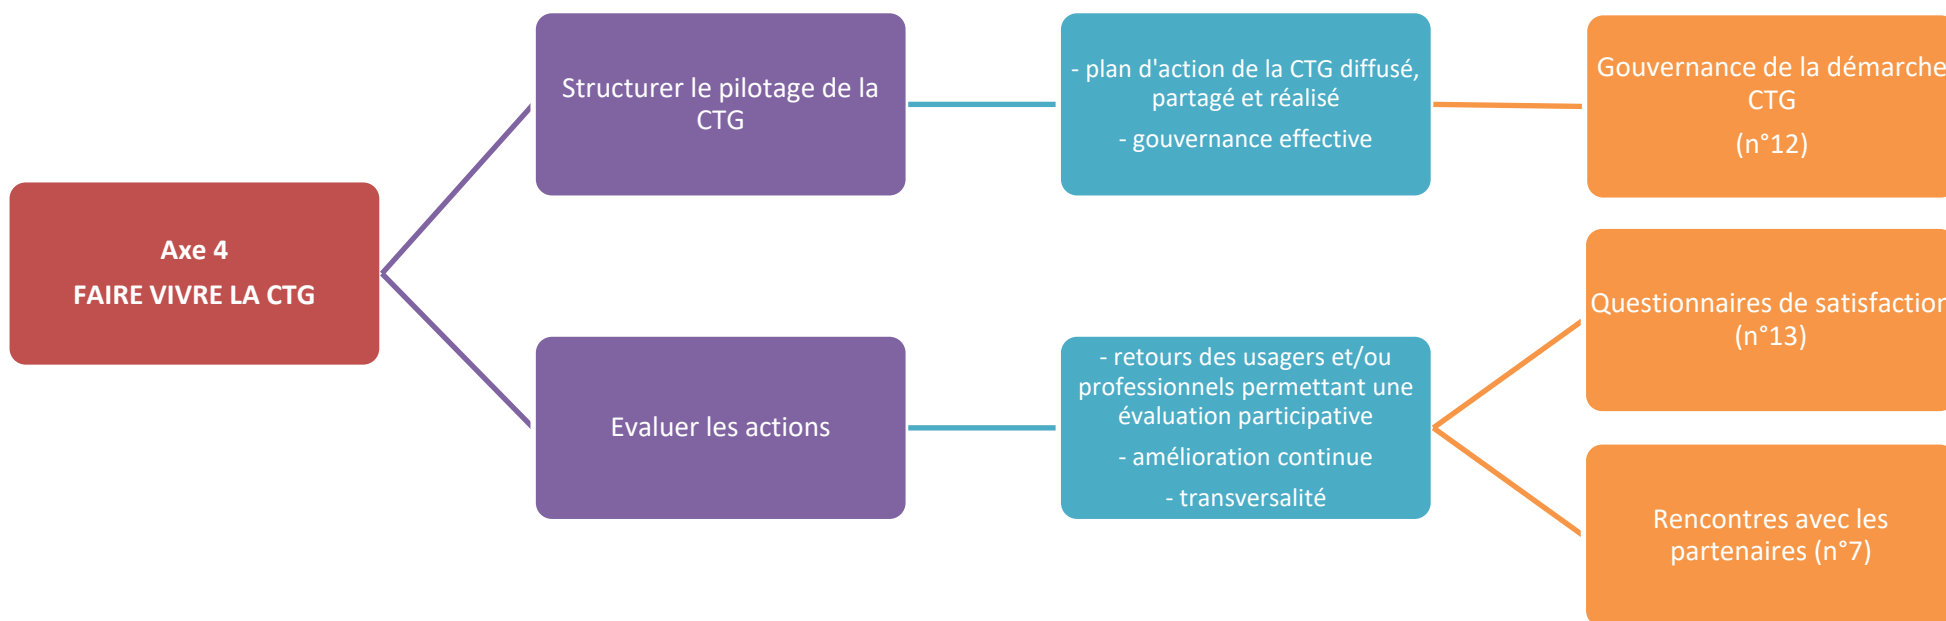 Axe 4
FAIRE VIVRE LA CTG
Structurer le pilotage de la
CTG
- plan d'action de la CTG diffusé,
partagé et réalisé
- gouvernance effective
Gouvernance de la démarche
CTG
(n°12)
Evaluer les actions
- retours des usagers et/ou
professionnels permettant une
évaluation participative
- amélioration continue
- transversalité
Questionnaires de satisfaction
(n°13)
Rencontres avec les
partenaires (n°7)